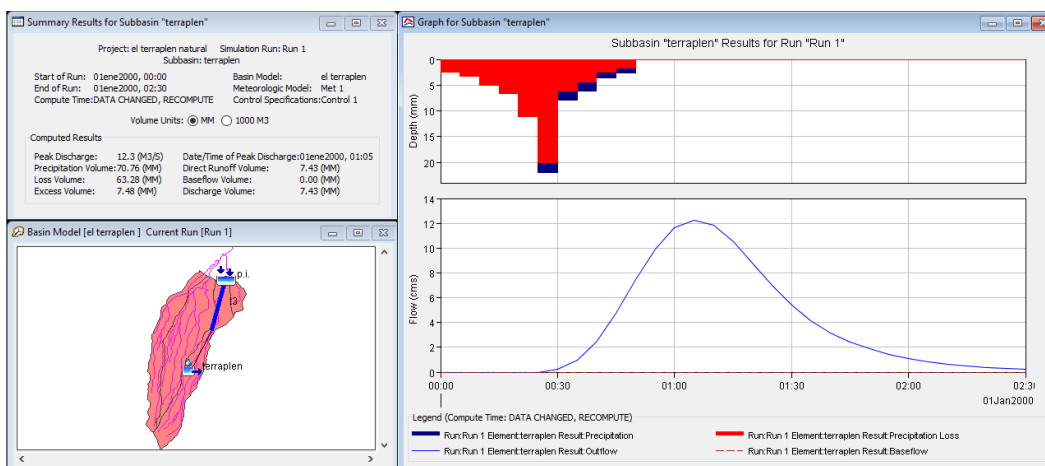 Summary Results for Subbasin "terraplen"
Project: el terraplen natural Simulation Run: Run 1
Subbasin: terraplen
Start of Run: 01ene2000, 00:00 Basin Model: el terraplen
End of Run: 01ene2000, 02:30 Meteorologic Model: Met 1
Compute Time:DATA CHANGED, RECOMPUTE Control Specifications:Control 1
Volume Units: MM 1000 M3
Computed Results
Peak Discharge: 12.3 (M3/S) Date/Time of Peak Discharge:01ene2000, 01:05
Precipitation Volume:70.76 (MM) Direct Runoff Volume: 7.43 (MM)
Loss Volume: 63.28 (MM) Baseflow Volume: 0.00 (MM)
Excess Volume: 7.48 (MM) Discharge Volume: 7.43 (MM)
Basin Model [el terraplen ] Current Run [Run 1]
p.i.
t3
terraplen
Graph for Subbasin "terraplen"
Subbasin "terraplen" Results for Run "Run 1"
Depth (mm)
0
5
10
15
20
Flow (cms)
14
12
10
8
6
4
2
0
00:00 00:30 01:00 01:30 02:00 02:3
01Jan2000
Legend (Compute Time: DATA CHANGED, RECOMPUTE)
Run:Run 1 Element:terraplen Result:Precipitation Run:Run 1 Element:terraplen Result:Precipitation Loss
Run:Run 1 Element:terraplen Result:Outflow Run:Run 1 Element:terraplen Result:Baseflow